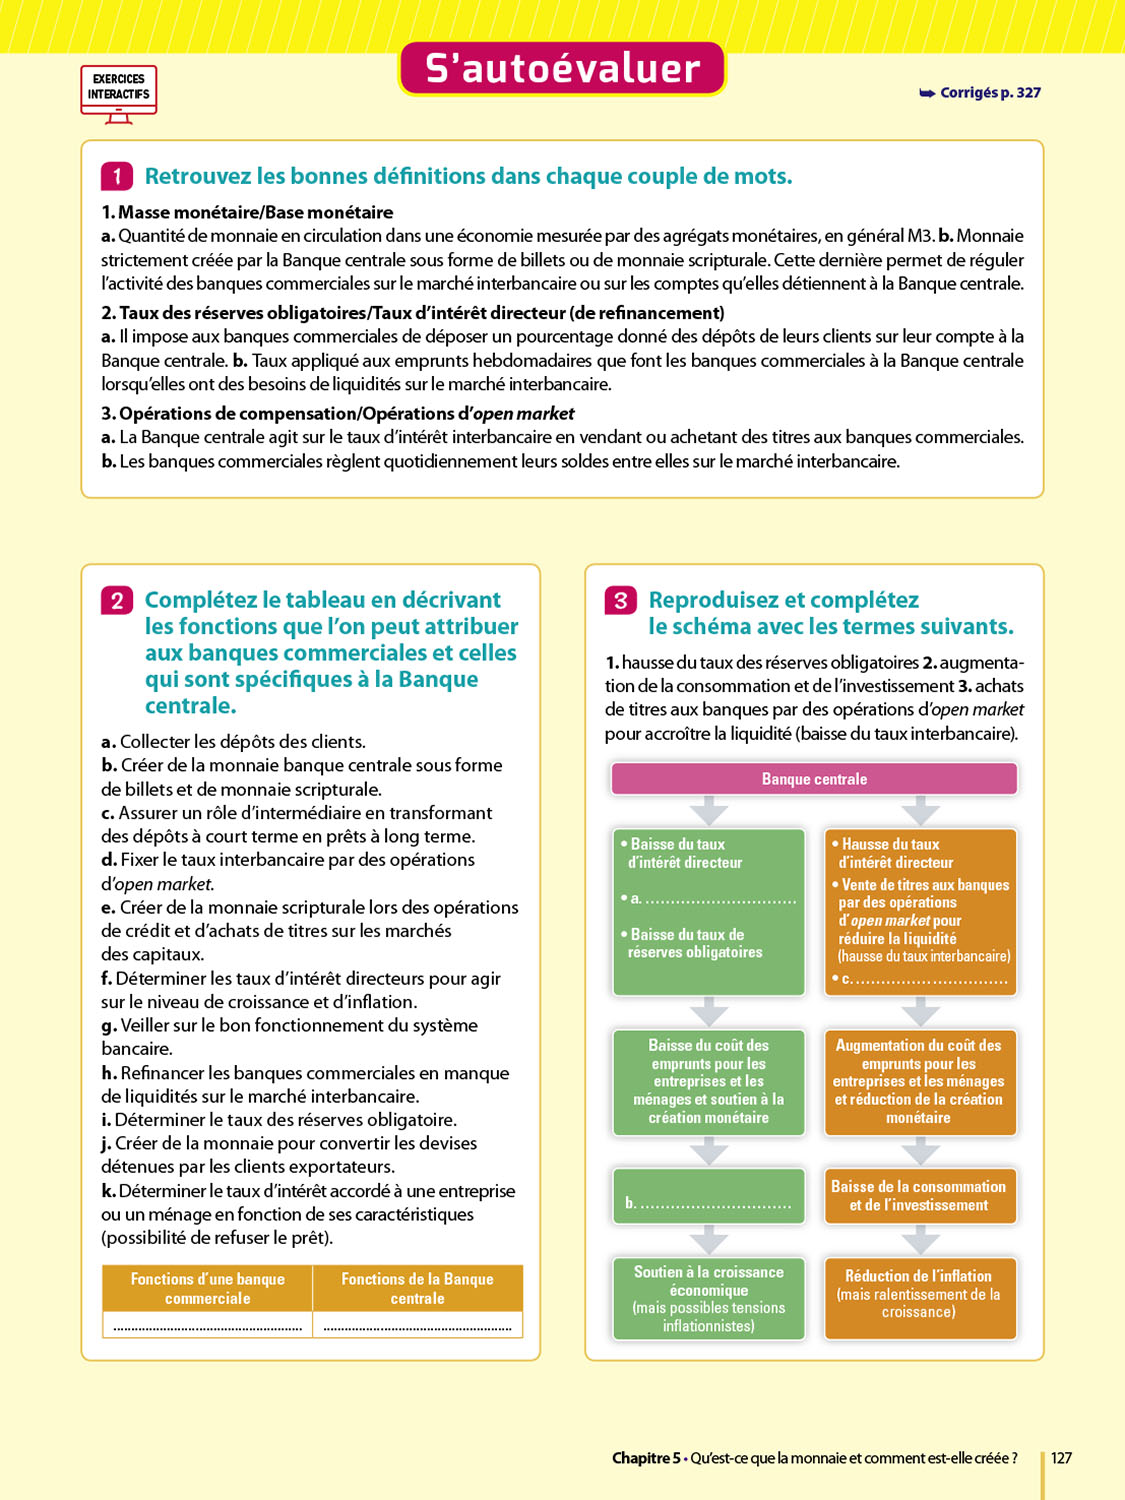 S'autoévaluer
EXERCICES
INTERACTIFS
➥ Corrigés p. 327
1 Retrouvez les bonnes définitions dans chaque couple de mots.
1. Masse monétaire/Base monétaire
a. Quantité de monnaie en circulation dans une économie mesurée par des agrégats monétaires, en général M3. b. Monnaie
strictement créée par la Banque centrale sous forme de billets ou de monnaie scripturale. Cette dernière permet de réguler
l'activité des banques commerciales sur le marché interbancaire ou sur les comptes qu'elles détiennent à la Banque centrale.
2. Taux des réserves obligatoires/Taux d'intérêt directeur (de refinancement)
a. Il impose aux banques commerciales de déposer un pourcentage donné des dépôts de leurs clients sur leur compte à la
Banque centrale. b. Taux appliqué aux emprunts hebdomadaires que font les banques commerciales à la Banque centrale
lorsqu'elles ont des besoins de liquidités sur le marché interbancaire.
3. Opérations de compensation/Opérations d'open market
a. La Banque centrale agit sur le taux d'intérêt interbancaire en vendant ou achetant des titres aux banques commerciales.
b. Les banques commerciales règlent quotidiennement leurs soldes entre elles sur le marché interbancaire.
2 Complétez le tableau en décrivant
les fonctions que l'on peut attribuer
aux banques commerciales et celles
qui sont spécifiques à la Banque
centrale.
a. Collecter les dépôts des clients.
b. Créer de la monnaie banque centrale sous forme
de billets et de monnaie scripturale.
c. Assurer un rôle d'intermédiaire en transformant
des dépôts à court terme en prêts à long terme.
d. Fixer le taux interbancaire par des opérations
d'open market.
e. Créer de la monnaie scripturale lors des opérations
de crédit et d'achats de titres sur les marchés
des capitaux.
f. Déterminer les taux d'intérêt directeurs pour agir
sur le niveau de croissance et d'inflation.
g. Veiller sur le bon fonctionnement du système
bancaire.
h. Refinancer les banques commerciales en manque
de liquidités sur le marché interbancaire.
i. Déterminer le taux des réserves obligatoire.
j. Créer de la monnaie pour convertir les devises
détenues par les clients exportateurs.
k. Déterminer le taux d'intérêt accordé à une entreprise
ou un ménage en fonction de ses caractéristiques
(possibilité de refuser le prêt).
Fonctions d'une banque
commerciale
Fonctions de la Banque
centrale
.....................................................
.....................................................
3 Reproduisez et complétez
le schéma avec les termes suivants.
1. hausse du taux des réserves obligatoires 2. augmenta-
tion de la consommation et de l'investissement 3. achats
de titres aux banques par des opérations d'open market
pour accroître la liquidité (baisse du taux interbancaire).
Banque centrale
• Baisse du taux
d'intérêt directeur
• a. ..............................
• Baisse du taux de
réserves obligatoires
• Hausse du taux
d'intérêt directeur
• Vente de titres aux banques
par des opérations
d'open market pour
réduire la liquidité
(hausse du taux interbancaire)
• c. ..............................
Baisse du coût des
emprunts pour les
entreprises et les
ménages et soutien à la
création monétaire
Augmentation du coût des
emprunts pour les
entreprises et les ménages
et réduction de la création
monétaire
b. ..............................
Baisse de la consommation
et de l'investissement
Soutien à la croissance
économique
(mais possibles tensions
inflationnistes)
Réduction de l'inflation
(mais ralentissement de la
croissance)
Chapitre 5 • Qu'est-ce que la monnaie et comment est-elle créée ? 127